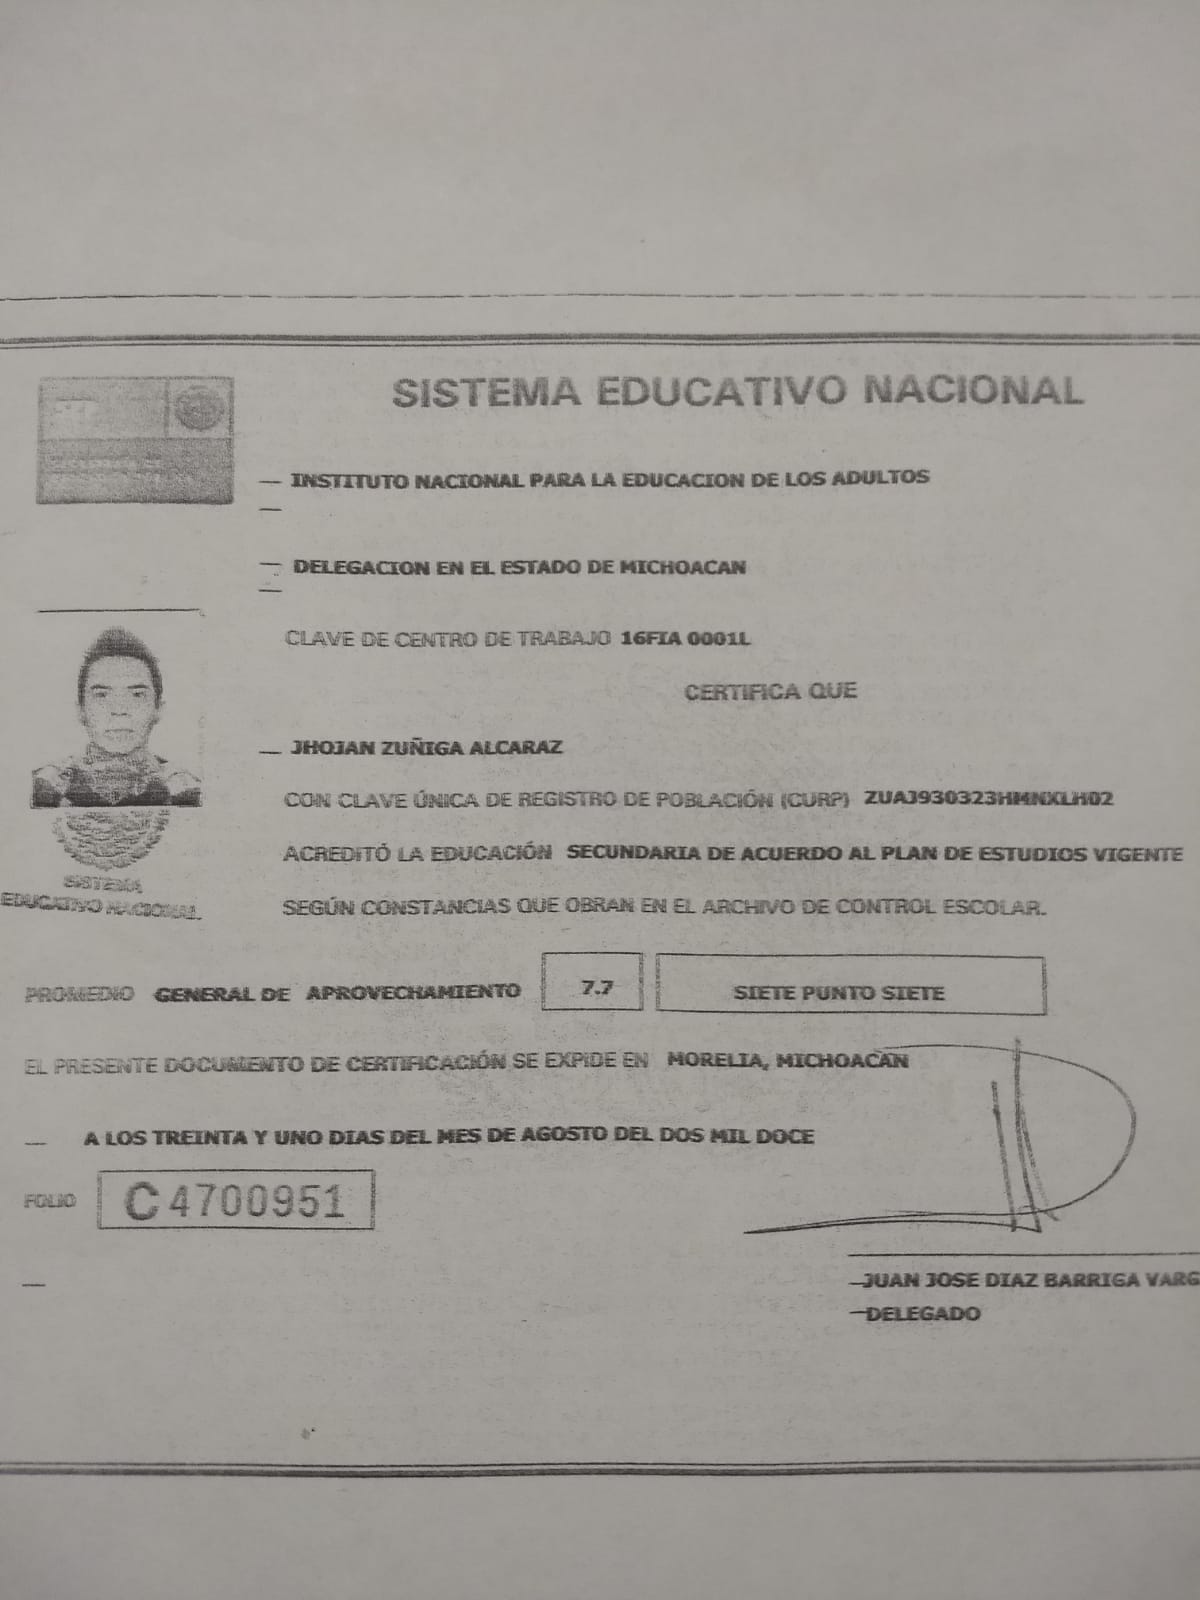 SEP
SISTEMA EDUCATIVO NACIONAL
INSTITUTO NACIONAL PARA LA EDUCACION DE LOS ADULTOS
DELEGACION EN EL ESTADO DE MICHOACAN
CLAVE DE CENTRO DE TRABAJO 16FIA 0001L
CERTIFICA QUE
JHOJAN ZUÑIGA ALCARAZ
CON CLAVE ÚNICA DE REGISTRO DE POBLACIÓN (CURP) ZUAJ930323HMNXLH02
ACREDITÓ LA EDUCACIÓN SECUNDARIA DE ACUERDO AL PLAN DE ESTUDIOS VIGENTE
SISTEMA
EDUCATIVO NACIONAL
SEGÚN CONSTANCIAS QUE OBRAN EN EL ARCHIVO DE CONTROL ESCOLAR.
PROMEDIO GENERAL DE APROVECHAMIENTO 7.7 SIETE PUNTO SIETE
EL PRESENTE DOCUMENTO DE CERTIFICACIÓN SE EXPIDE EN MORELIA, MICHOACAN
A LOS TREINTA Y UNO DIAS DEL MES DE AGOSTO DEL DOS MIL DOCE
FOLIO C4700951
JUAN JOSE DIAZ BARRIGA VARG
DELEGADO